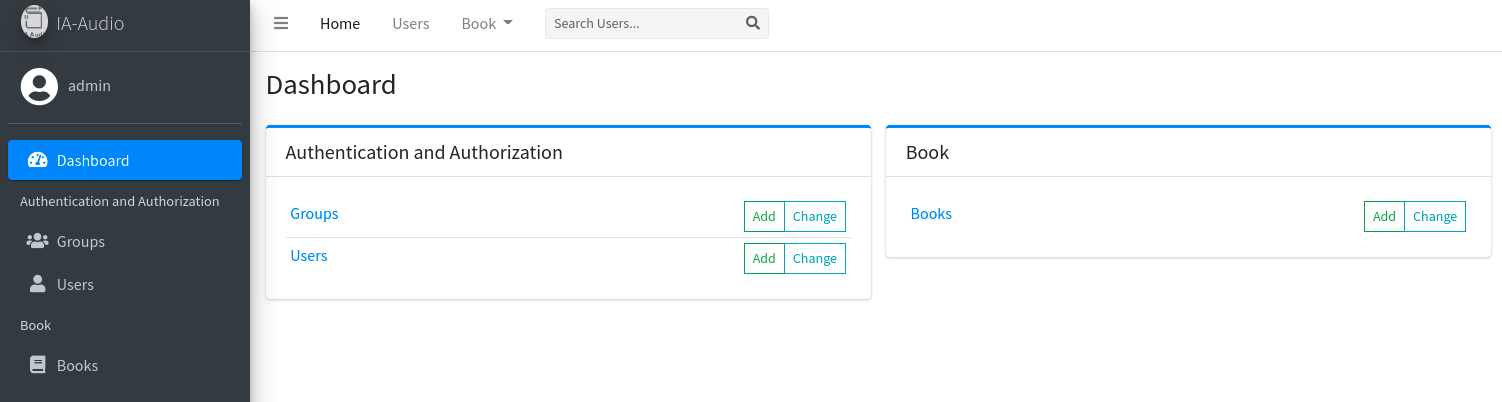 IA-Audio
Home Users Book Search Users...
admin
Dashboard
Dashboard
Authentication and Authorization
Groups
Users
Book
Books
Authentication and Authorization
Groups Add Change
Users Add Change
Book
Books Add Change